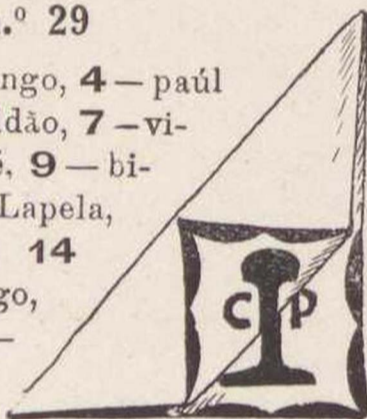 .º 29
ngo, 4 — paúl
dão, 7 — vi-
9 — bi-
Lapela,
14
go,
—
C P